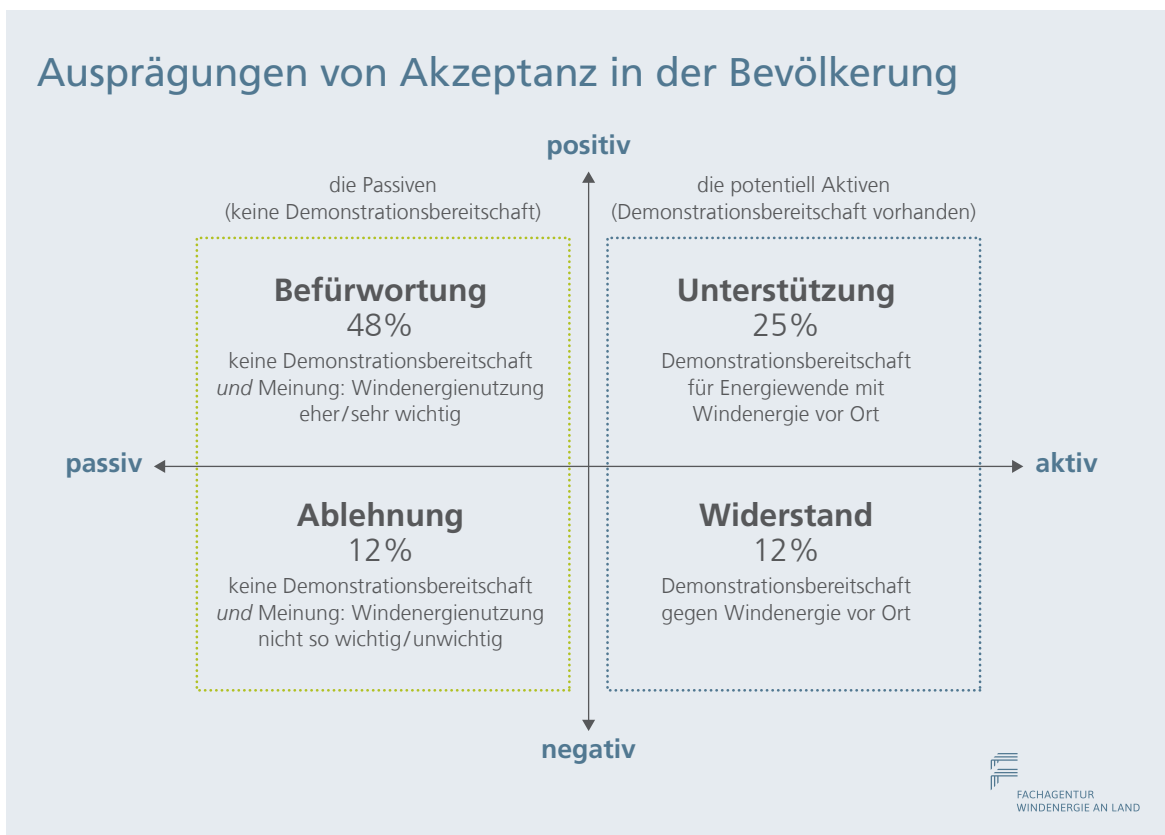 Ausprägungen von Akzeptanz in der Bevölkerung
positiv
die Passiven
(keine Demonstrationsbereitschaft)
die potentiell Aktiven
(Demonstrationsbereitschaft vorhanden)
Befürwortung
48%
keine Demonstrationsbereitschaft
und Meinung: Windenergienutzung
eher/sehr wichtig
Unterstützung
25%
Demonstrationsbereitschaft
für Energiewende mit
Windenergie vor Ort
passiv
aktiv
Ablehnung
12%
keine Demonstrationsbereitschaft
und Meinung: Windenergienutzung
nicht so wichtig/unwichtig
Widerstand
12%
Demonstrationsbereitschaft
gegen Windenergie vor Ort
negativ
FACHAGENTUR
WINDENERGIE AN LAND